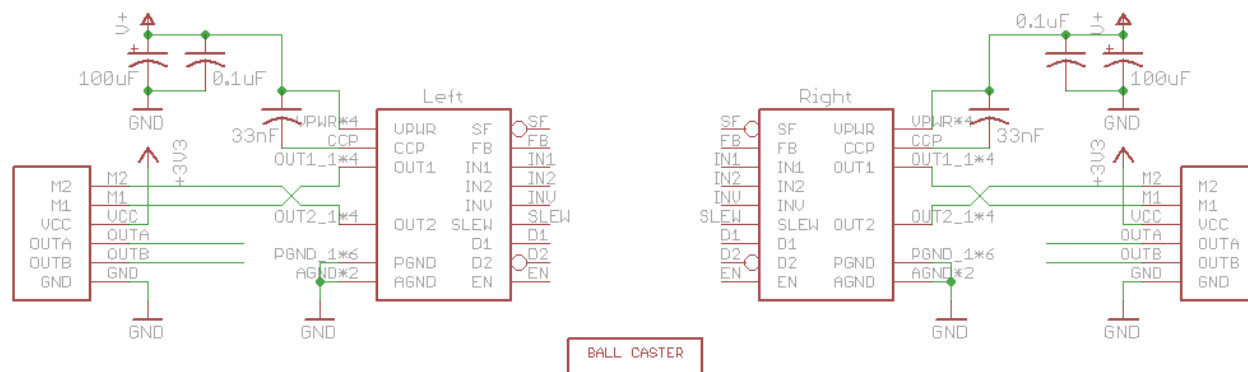 V+
0.1uF
V+
100uF
0.1uF
100uF
Left
Right
GND
33nF
VPWR*4
VPWR
SF
SF
SF
SF
VPWR
VPWR*4
33nF
GND
+3V3
CCP
CCP
FB
FB
FB
FB
CCP
CCP
+3V3
OUT1_1*4
OUT1
IN1
IN1
IN1
IN1
OUT1
OUT1_1*4
M2
M2
IN2
IN2
IN2
IN2
M2
M2
M1
M1
INV
INV
INV
INV
M1
M1
VCC
VCC
OUT2_1*4
OUT2
SLEW
SLEW
SLEW
SLEW
OUT2
OUT2_1*4
VCC
VCC
OUTA
OUTA
D1
D1
D1
D1
OUTA
OUTA
OUTB
OUTB
PGND_1*6
PGND
D2
D2
D2
D2
PGND
PGND_1*6
OUTB
OUTB
GND
GND
AGND*2
AGND
EN
EN
EN
EN
AGND
AGND*2
GND
GND
GND
GND
GND
GND
BALL CASTER